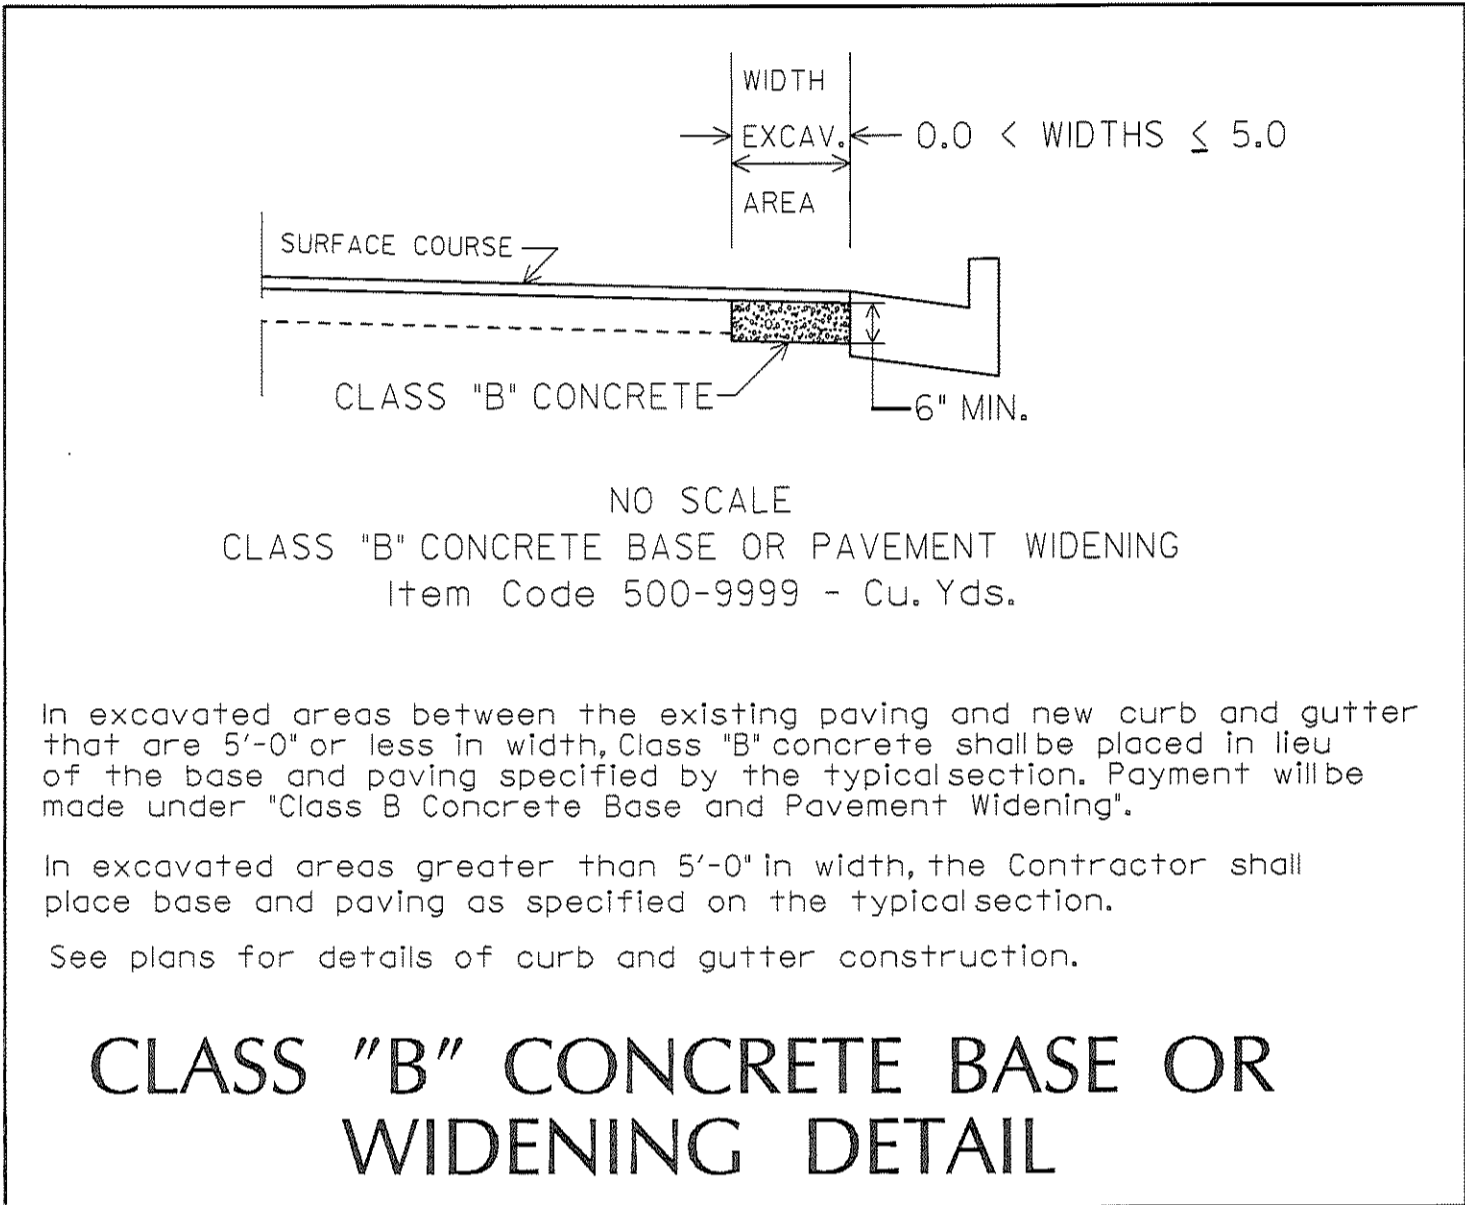 WIDTH
EXCAV.
0.0 < WIDTHS ≤ 5.0
AREA
SURFACE COURSE
CLASS "B" CONCRETE
6" MIN.
NO SCALE
CLASS "B" CONCRETE BASE OR PAVEMENT WIDENING
Item Code 500-9999 - Cu. Yds.
In excavated areas between the existing paving and new curb and gutter
that are 5'-0" or less in width, Class "B" concrete shall be placed in lieu
of the base and paving specified by the typical section. Payment will be
made under "Class B Concrete Base and Pavement Widening".
In excavated areas greater than 5'-0" in width, the Contractor shall
place base and paving as specified on the typical section.
See plans for details of curb and gutter construction.
CLASS "B" CONCRETE BASE OR
WIDENING DETAIL